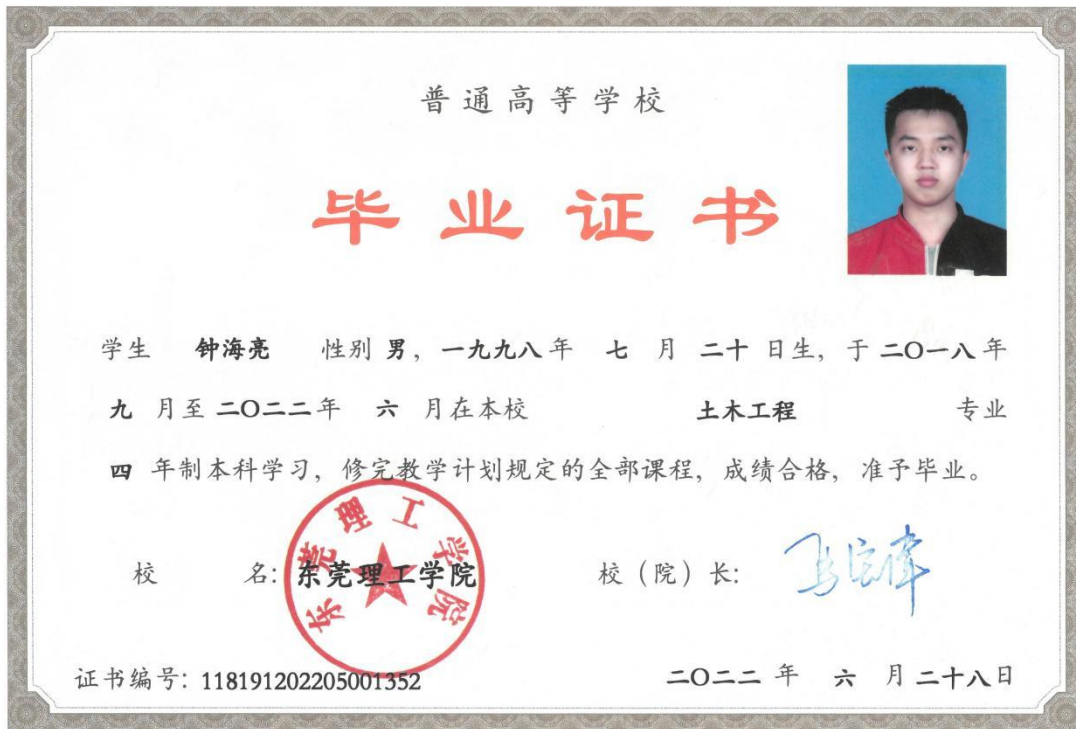 普通高等学校
毕业证书
学生 钟海亮 性别 男，一九九八年 七 月 二十 日生，于 二〇一八年
九 月至 二〇二二年 六 月在本校 土木工程 专业
四 年制本科学习，修完教学计划规定的全部课程，成绩合格，准予毕业。
东莞理工学院
校 名：东莞理工学院 校（院）长：
证书编号：118191202205001352 二〇二二 年 六 月 二十八日